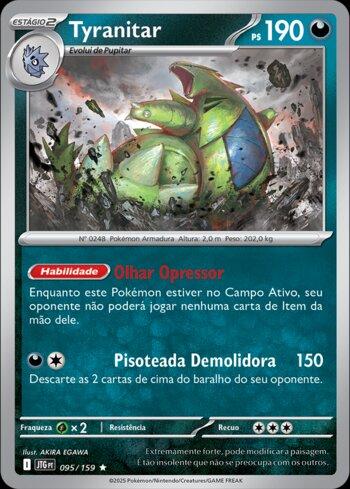 ESTÁGIO 2
Tyranitar
PS 190
Evolui de Pupitar
Nº 0248 Pokémon Armadura Altura: 2,0 m Peso: 202,0 kg
Habilidade Olhar Opressor
Enquanto este Pokémon estiver no Campo Ativo, seu
oponente não poderá jogar nenhuma carta de Item da
mão dele.
Pisoteada Demolidora 150
Descarte as 2 cartas de cima do baralho do seu oponente.
Fraqueza ×2 Resistência Recuo
Ilust. AKIRA EGAWA
I JTG PT 095/159 ★
Extremamente forte, pode modificar a paisagem.
É tão insolente que não se preocupa com os outros.
©2025 Pokémon/Nintendo/Creatures/GAME FREAK